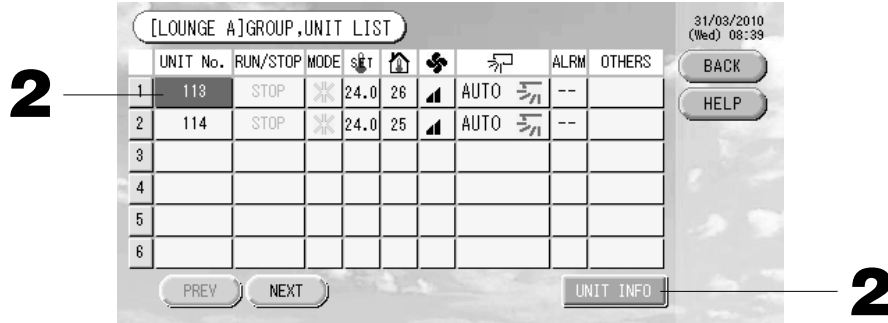 [LOUNGE A]GROUP,UNIT LIST
31/03/2010
(Wed) 08:39
UNIT No. RUN/STOP MODE SET ALRM OTHERS
BACK
2
1 113 STOP 24.0 26 AUTO --
HELP
2 114 STOP 24.0 25 AUTO --
3
4
5
6
PREV NEXT UNIT INFO
2